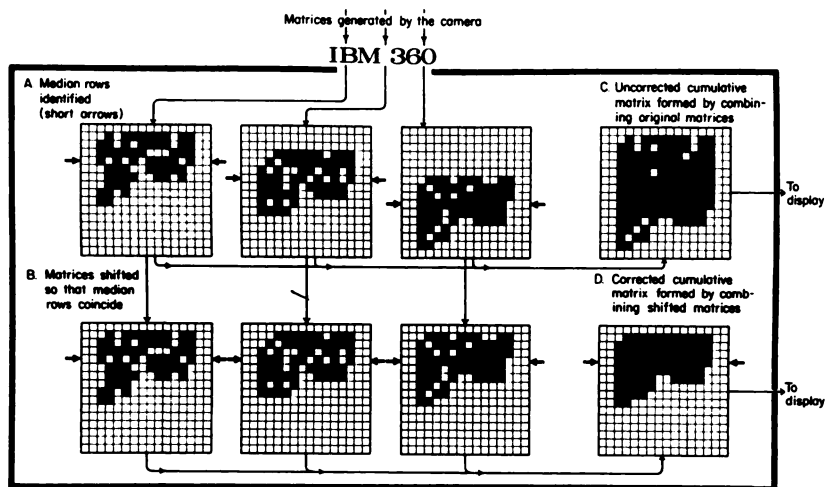 Matrices generated by the camera
IBM 360
A. Median rows
identified
(short arrows)
C. Uncorrected cumulative
matrix formed by combin-
ing original matrices
To
display
B. Matrices shifted
so that median
rows coincide
D. Corrected cumulative
matrix formed by comb-
ining shifted matrices
To
display